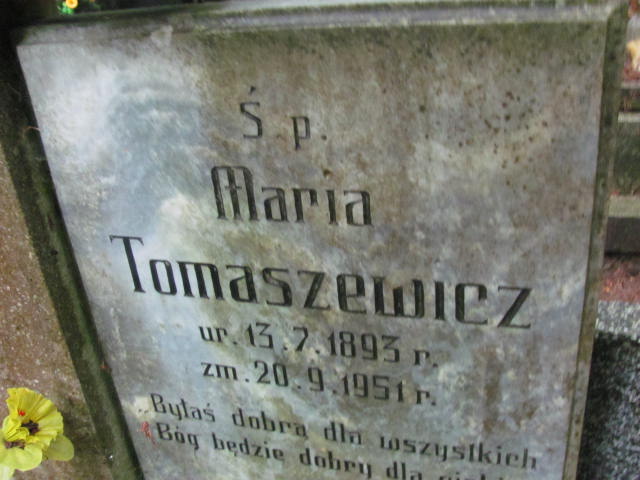 Ś p.
Maria
Tomaszewicz
ur. 13.7.1893 r.
zm. 20.9.1951 r.
„Byłaś dobra dla wszystkich
Bóg będzie dobry dla